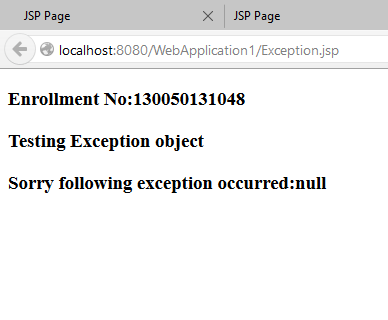 JSP Page
JSP Page
localhost:8080/WebApplication1/Exception.jsp
Enrollment No:130050131048
Testing Exception object
Sorry following exception occurred:null